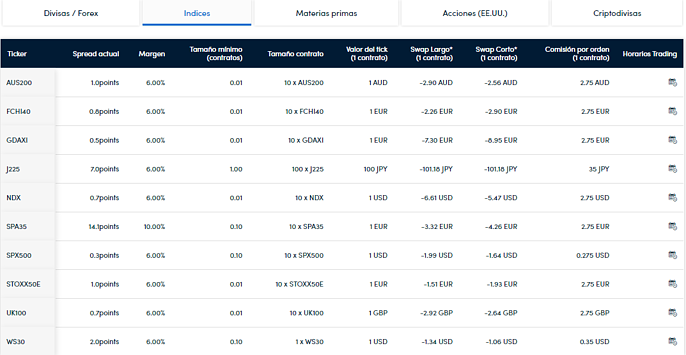 Divisas / Forex Indices Materias primas Acciones (EE.UU.) Criptodivisas
Ticker Spread actual Margen Tamaño mínimo (contratos) Tamaño contrato Valor del tick (1 contrato) Swap Largo* (1 contrato) Swap Corto* (1 contrato) Comisión por orden (1 contrato) Horarios Trading
AUS200 1.0points 6.00% 0.01 10 x AUS200 1 AUD -2.90 AUD -2.56 AUD 2.75 AUD
FCHI40 0.8points 6.00% 0.01 10 x FCHI40 1 EUR -2.26 EUR -2.90 EUR 2.75 EUR
GDAXI 0.5points 6.00% 0.01 10 x GDAXI 1 EUR -7.30 EUR -8.95 EUR 2.75 EUR
J225 7.0points 6.00% 1.00 100 x J225 100 JPY -101.18 JPY -101.18 JPY 35 JPY
NDX 0.7points 6.00% 0.01 10 x NDX 1 USD -6.61 USD -5.47 USD 2.75 USD
SPA35 14.1points 10.00% 0.10 10 x SPA35 1 EUR -3.32 EUR -4.26 EUR 2.75 EUR
SPX500 0.3points 6.00% 0.10 10 x SPX500 1 USD -1.99 USD -1.64 USD 0.275 USD
STOXX50E 1.0points 6.00% 0.01 10 x STOXX50E 1 EUR -1.51 EUR -1.93 EUR 2.75 EUR
UK100 0.7points 6.00% 0.01 10 x UK100 1 GBP -2.92 GBP -2.64 GBP 2.75 GBP
WS30 2.0points 6.00% 0.10 1 x WS30 1 USD -1.34 USD -1.06 USD 0.35 USD